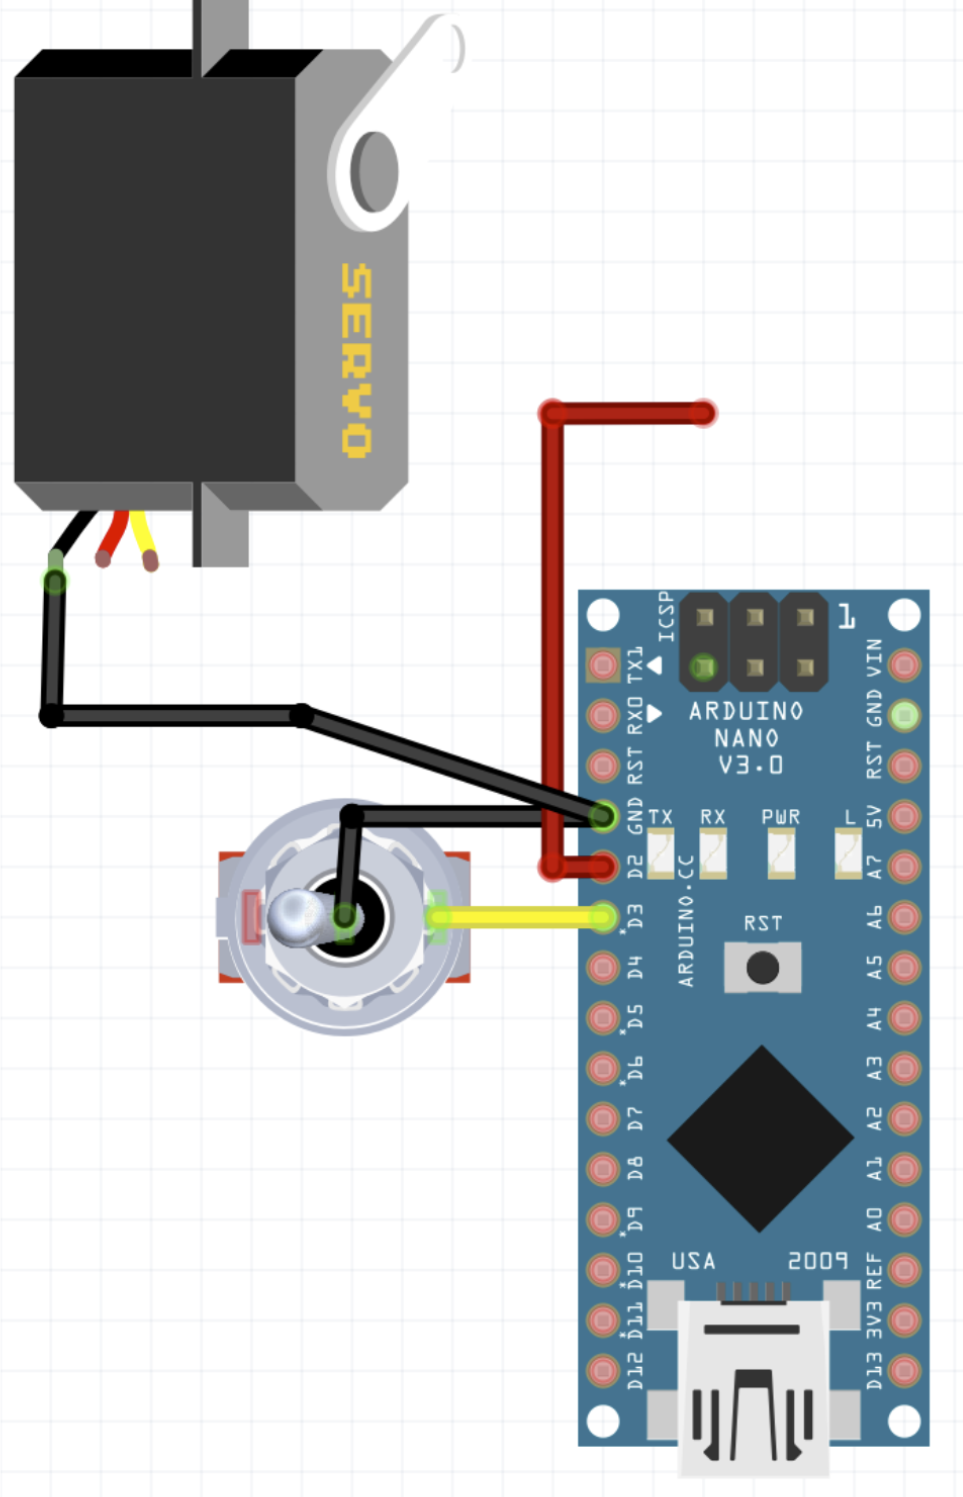 SERVO
ICSP
1
TX1
RX0
RST
GND
D2
*D3
D4
*D5
*D6
D7
D8
*D9
*D10
*D11
D12
ARDUINO
NANO
V3.0
TX
RX
PWR
L
ARDUINO.CC
RST
USA
2009
VIN
GND
RST
5V
A7
A6
A5
A4
A3
A2
A1
A0
REF
3V3
D13